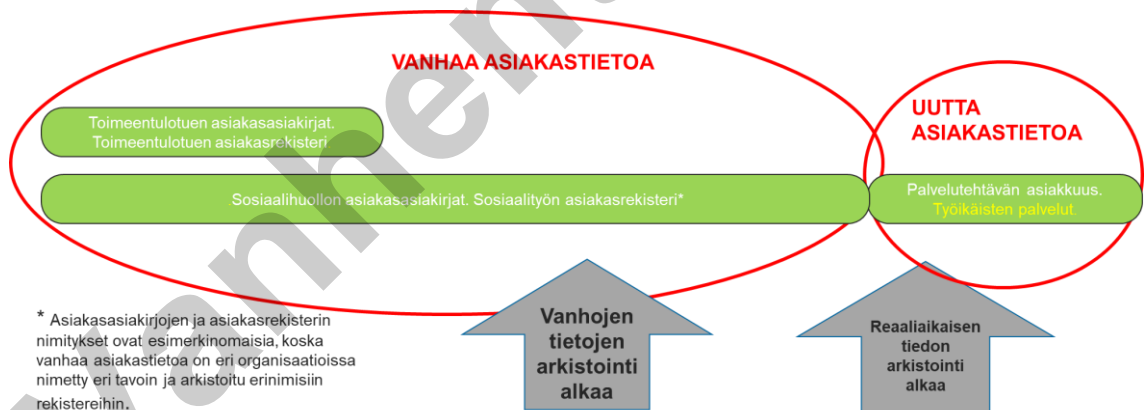 VANHAA ASIAKASTIETOA
UUTTA
ASIAKASTIETOA
Toimeentulotuen asiakasasiakirjat.
Toimeentulotuen asiakasrekisteri
.Sosiaalihuollon asiakasasiakirjat. Sosiaalityön asiakasrekisteri*
Palvelutehtävän asiakkuus.
Työikäisten palvelut.
* Asiakasasiakirjojen ja asiakasrekisterin
nimitykset ovat esimerkinomaisia, koska
vanhaa asiakastietoa on eri organisaatioissa
nimetty eri tavoin ja arkistoitu erinimisiin
rekistereihin.
Vanhojen
tietojen
arkistointi
alkaa
Reaaliaikaisen
tiedon
arkistointi
alkaa
Vanhen